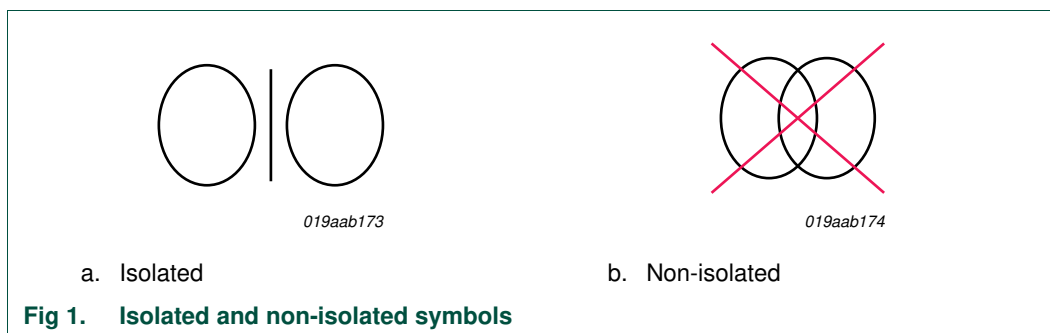 019aab173
019aab174
a. Isolated
b. Non-isolated
Fig 1. Isolated and non-isolated symbols